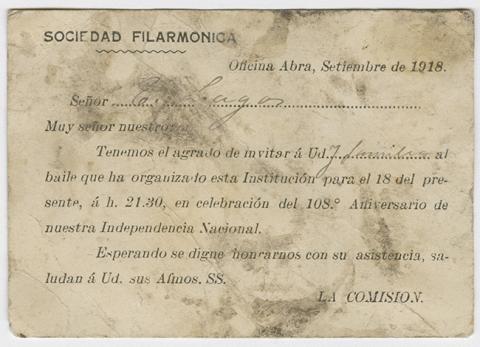 SOCIEDAD FILARMONICA
Oficina Abra, Setiembre de 1918.
Señor Lagos
Muy señor nuestro:
Tenemos el agrado de invitar á Ud. y familia al
baile que ha organizado esta Institución para el 18 del pre-
sente, á h. 21.30, en celebración del 108.° Aniversario de
nuestra Independencia Nacional.
Esperando se digne honrarnos con su asistencia, sa-
ludan á Ud. sus Afmos. SS.
LA COMISION.